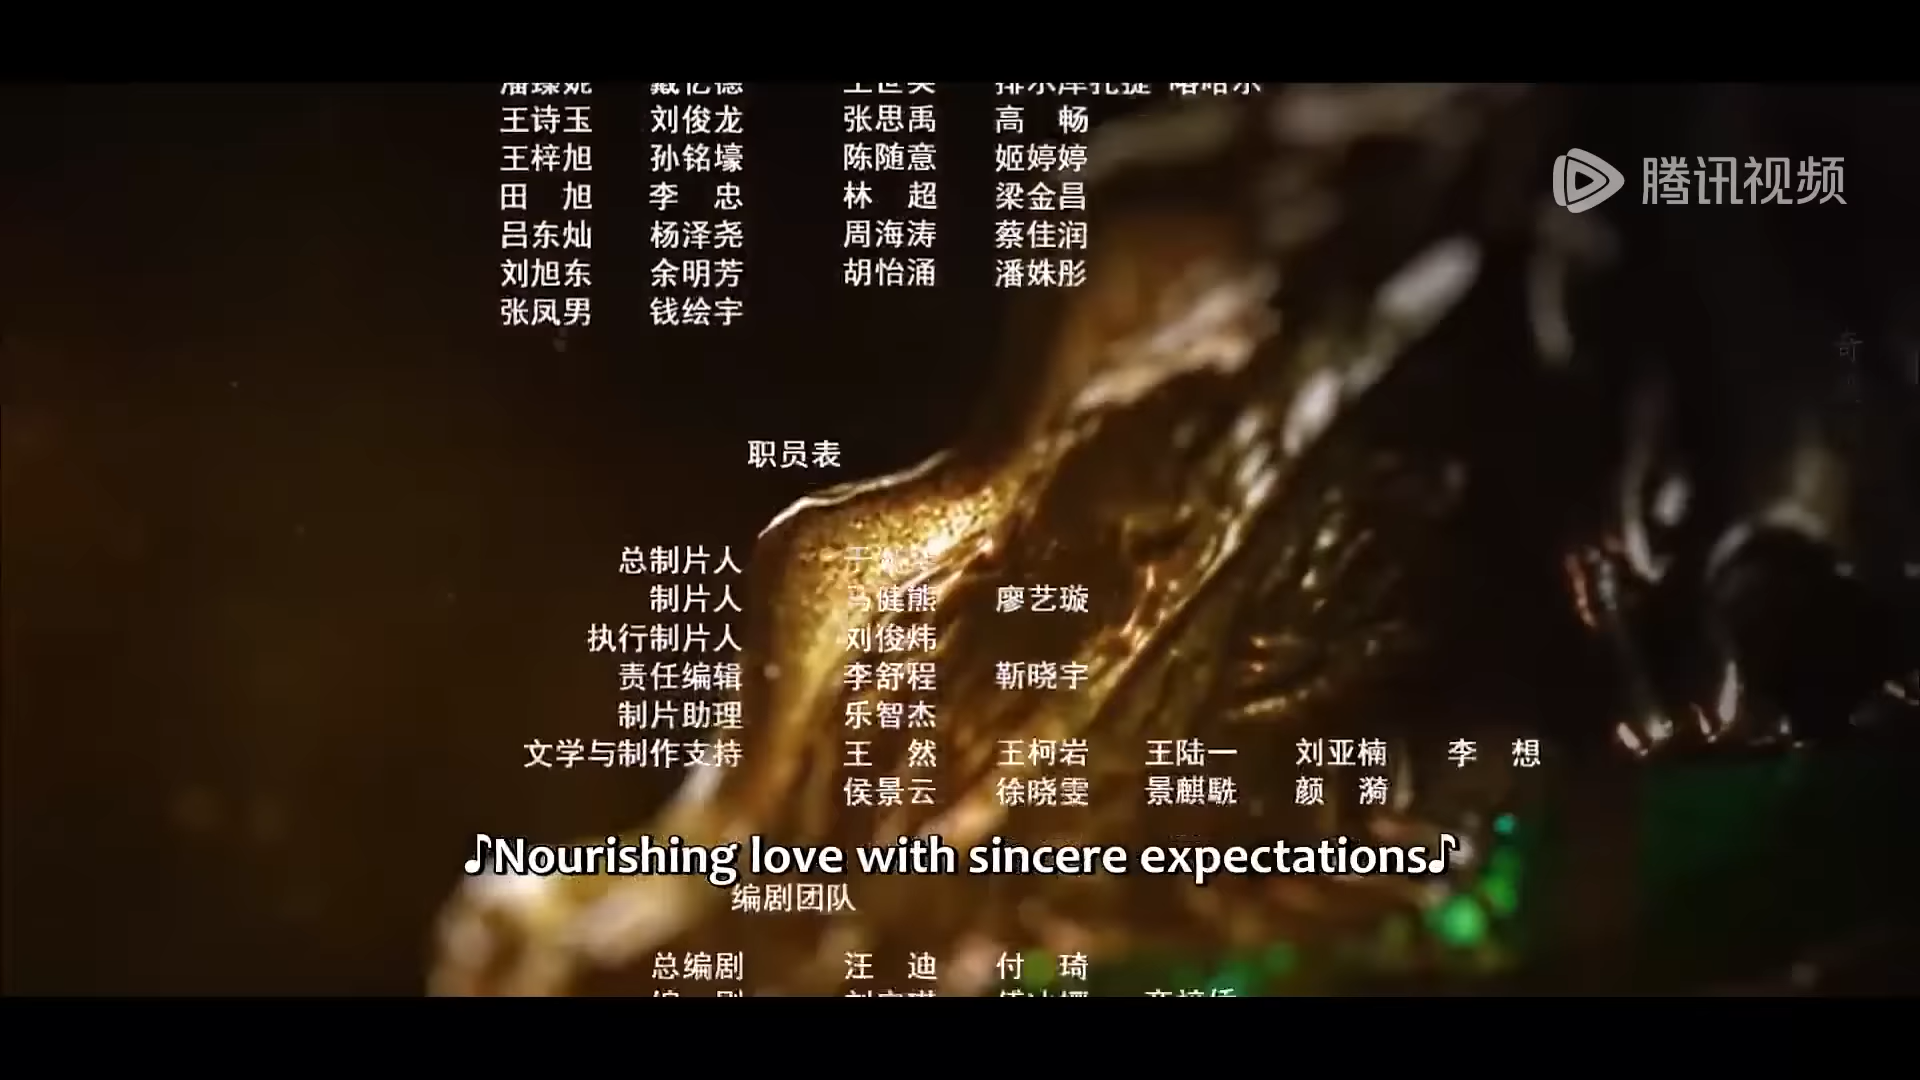 王诗玉 刘俊龙 张思禹 高 畅
腾讯视频
王梓旭 孙铭壕 陈随意 姬婷婷
田 旭 李 忠 林 超 梁金昌
吕东灿 杨泽尧 周海涛 蔡佳润
刘旭东 余明芳 胡怡涌 潘姝彤
张凤男 钱绘宇
职员表
总制片人
制片人 马健熊 廖艺璇
执行制片人 刘俊炜
责任编辑 李舒程 靳晓宇
制片助理 乐智杰
文学与制作支持 王 然 王柯岩 王陆一 刘亚楠 李 想
侯景云 徐晓雯 景麒駪 颜 漪
♪Nourishing love with sincere expectations♪
编剧团队
总编剧 汪 迪 付 琦